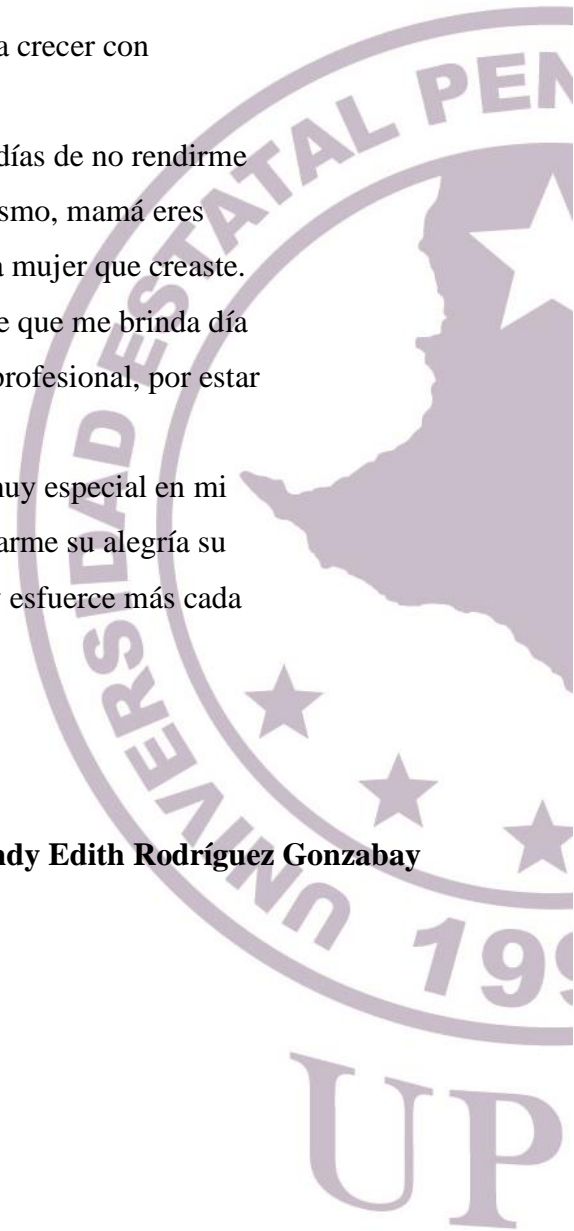 a crecer con
días de no rendirme
smo, mamá eres
a mujer que creaste.
e que me brinda día
profesional, por estar
muy especial en mi
arme su alegría su
y esfuerce más cada
ndy Edith Rodríguez Gonzabay
UNIVERSIDAD ESTATAL PEN
199
UP